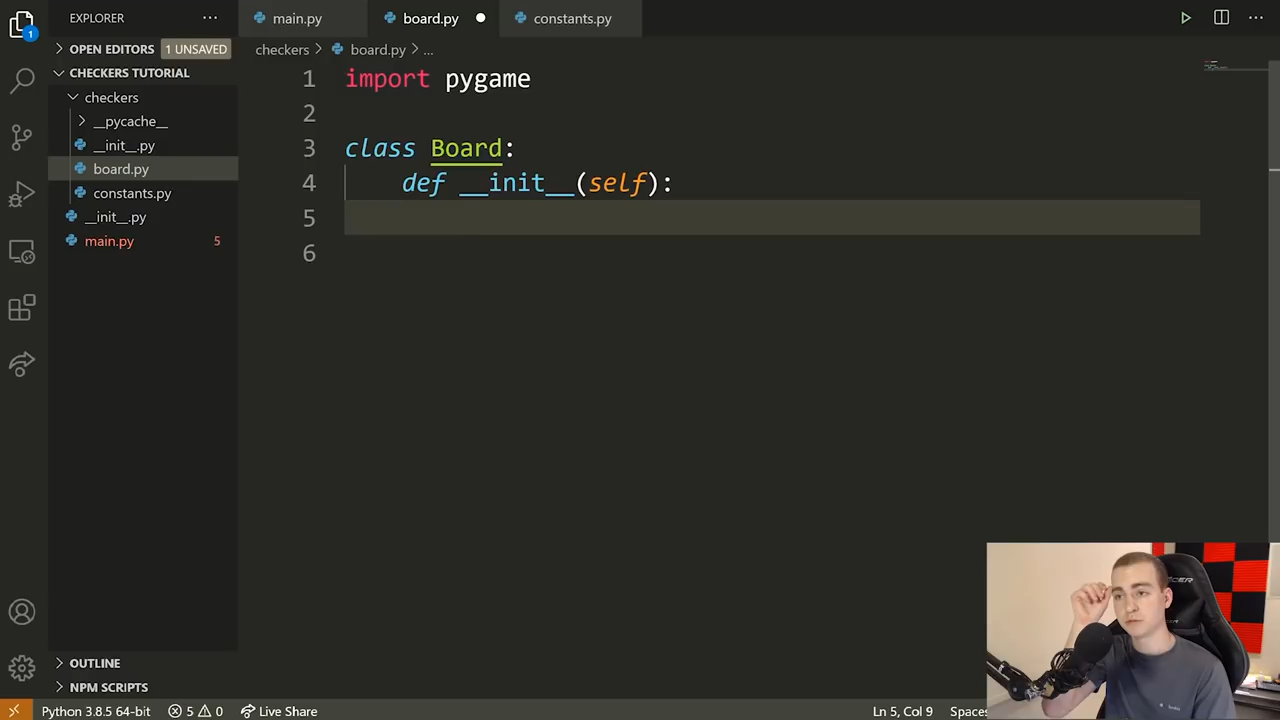 EXPLORER
···
main.py
board.py
constants.py
1
OPEN EDITORS
1 UNSAVED
checkers > board.py > ...
CHECKERS TUTORIAL
checkers
__pycache__
__init__.py
board.py
constants.py
__init__.py
main.py
5
1 import pygame
2
3 class Board:
4 def __init__(self):
5
6
OUTLINE
NPM SCRIPTS
Python 3.8.5 64-bit
5
0
Live Share
Ln 5, Col 9